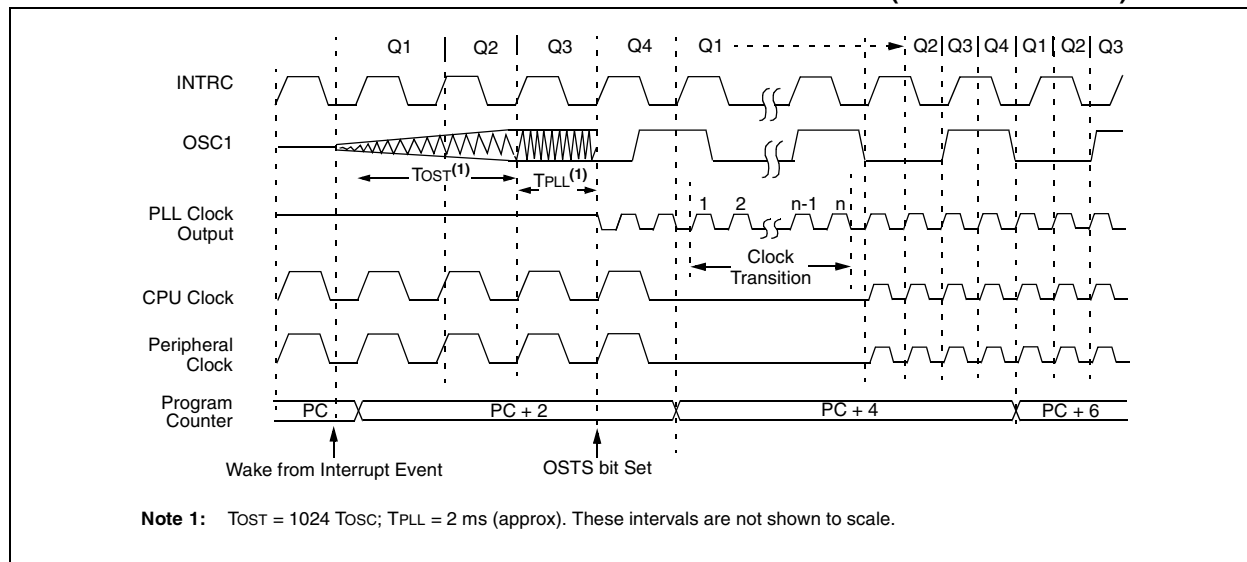 Q1 Q2 Q3 Q4 Q1 Q2 Q3 Q4 Q1 Q2 Q3
INTRC
OSC1
TOST(1) TPLL(1)
1 2 n-1 n
PLL Clock
Output
Clock
Transition
CPU Clock
Peripheral
Clock
Program
Counter
PC PC + 2 PC + 4 PC + 6
Wake from Interrupt Event OSTS bit Set
Note 1: TOST = 1024 TOSC; TPLL = 2 ms (approx). These intervals are not shown to scale.